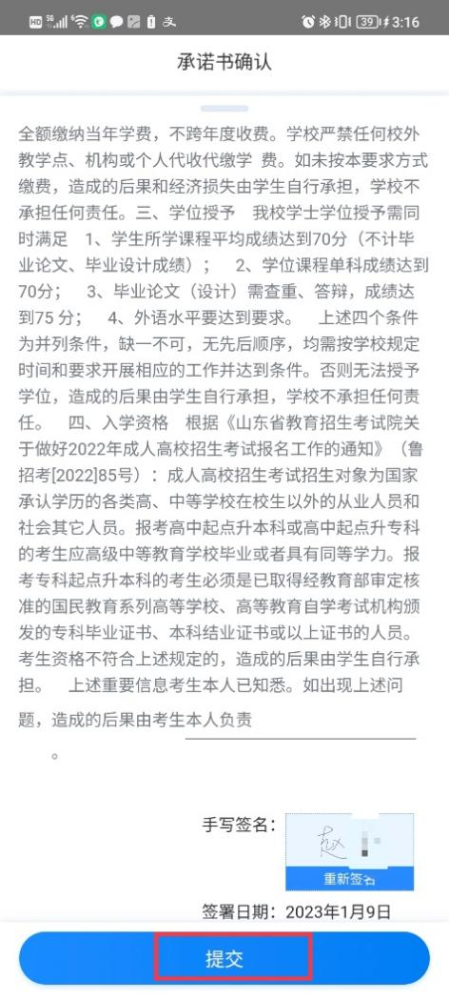 HD 5G 6 支 39 3:16
承诺书确认
全额缴纳当年学费，不跨年度收费。学校严禁任何校外
教学点、机构或个人代收代缴学 费。如未按本要求方式
缴费，造成的后果和经济损失由学生自行承担，学校不
承担任何责任。三、学位授予 我校学士学位授予需同
时满足 1、学生所学课程平均成绩达到70分（不计毕
业论文、毕业设计成绩）； 2、学位课程单科成绩达到
70分； 3、毕业论文（设计）需查重、答辩，成绩达
到75 分； 4、外语水平要达到要求。 上述四个条件
为并列条件，缺一不可，无先后顺序，均需按学校规定
时间和要求开展相应的工作并达到条件。否则无法授予
学位，造成的后果由学生自行承担，学校不承担任何责
任。 四、入学资格 根据《山东省教育招生考试院关
于做好2022年成人高校招生考试报名工作的通知》（鲁
招考[2022]85号）：成人高校招生考试招生对象为国家
承认学历的各类高、中等学校在校生以外的从业人员和
社会其它人员。报考高中起点升本科或高中起点升专科
的考生应高级中等教育学校毕业或者具有同等学力。报
考专科起点升本科的考生必须是已取得经教育部审定核
准的国民教育系列高等学校、高等教育自学考试机构颁
发的专科毕业证书、本科结业证书或以上证书的人员。
考生资格不符合上述规定的，造成的后果由学生自行承
担。 上述重要信息考生本人已知悉。如出现上述问
题，造成的后果由考生本人负责
。
手写签名：
赵
重新签名
签署日期：2023年1月9日
提交